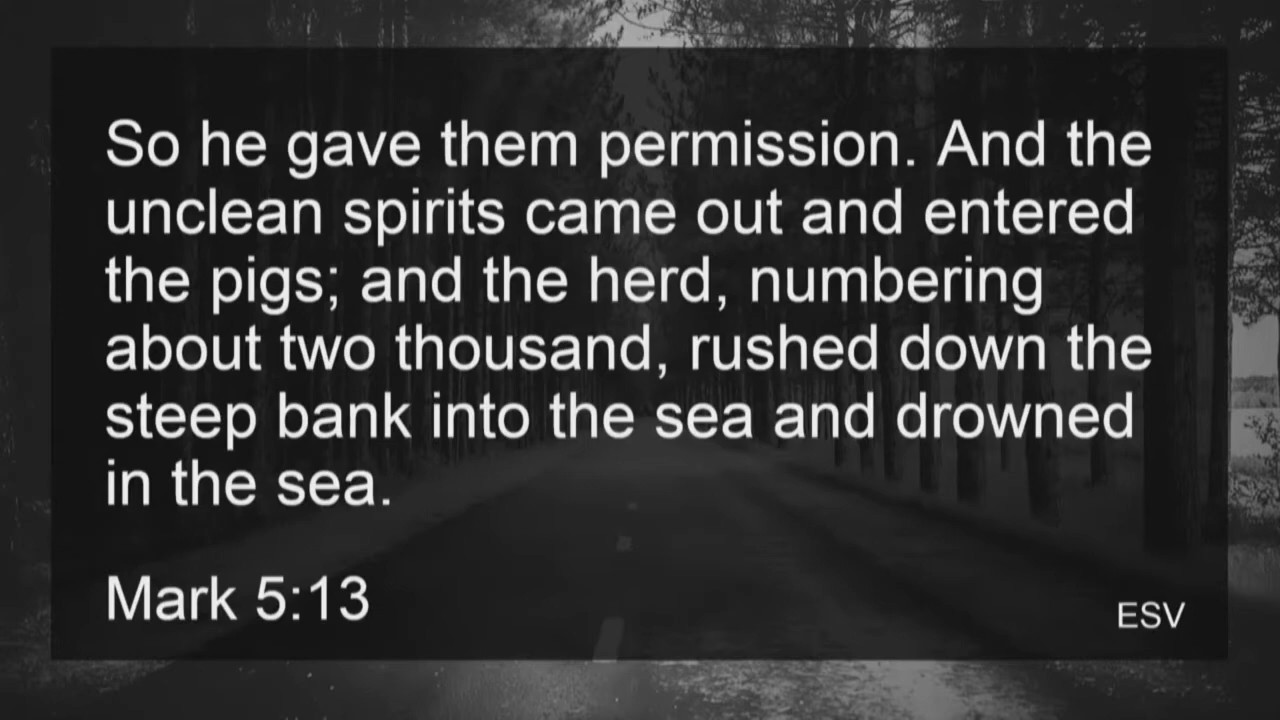 So he gave them permission. And the
unclean spirits came out and entered
the pigs; and the herd, numbering
about two thousand, rushed down the
steep bank into the sea and drowned
in the sea.
Mark 5:13
ESV